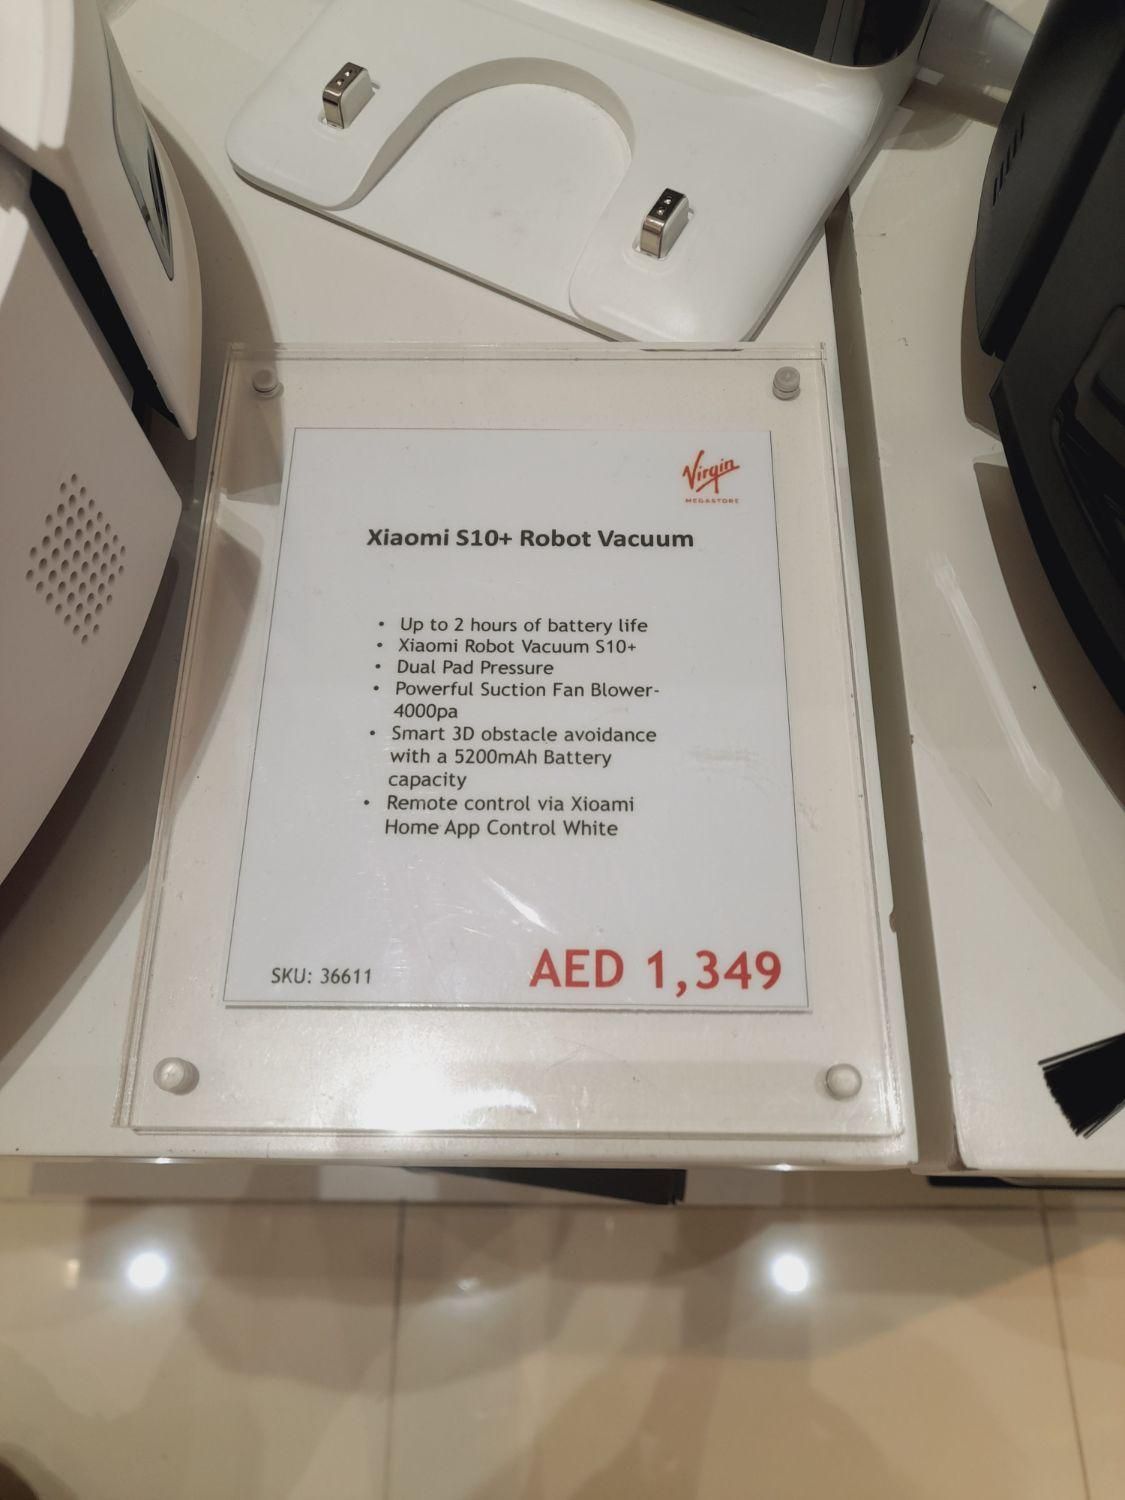 Virgin
MEGASTORE
Xiaomi S10+ Robot Vacuum
• Up to 2 hours of battery life
• Xiaomi Robot Vacuum S10+
• Dual Pad Pressure
• Powerful Suction Fan Blower-
4000pa
• Smart 3D obstacle avoidance
with a 5200mAh Battery
capacity
• Remote control via Xioami
Home App Control White
SKU: 36611
AED 1,349